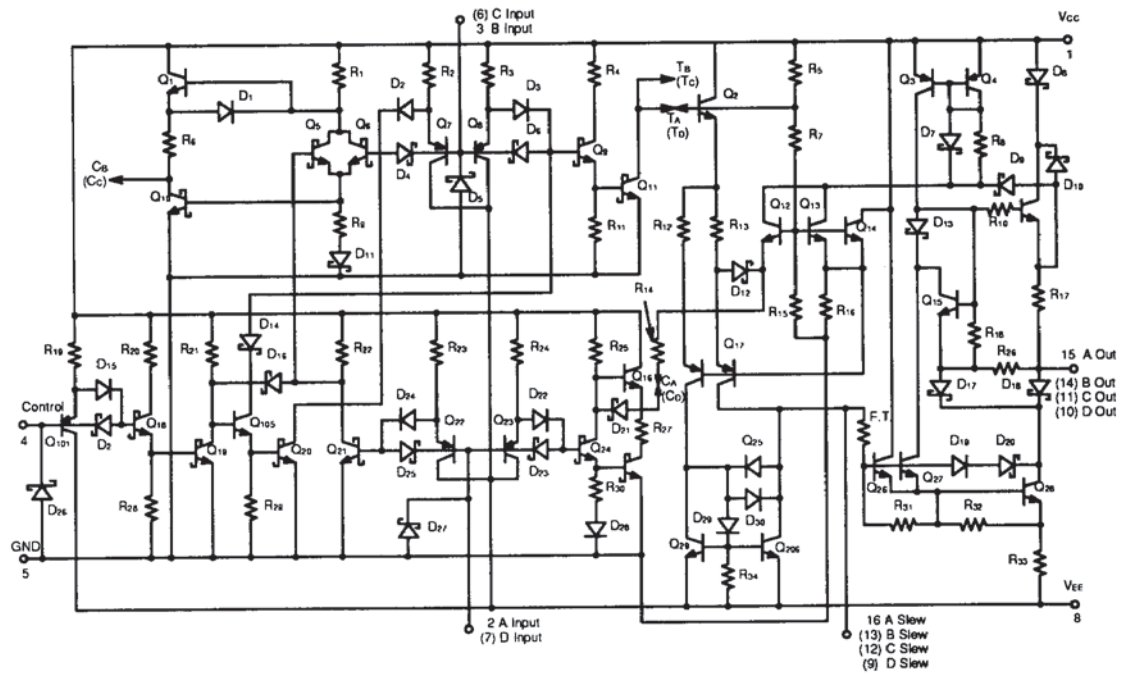 (6) C Input
3 B Input
VCC
1
Q1
D1
R1
D2
R2
R3
D3
R4
TB
(TC)
Q2
R5
Q3
Q4
D8
R6
Q5
Q6
Q7
Q8
D6
Q9
TA
(TD)
R7
D7
R8
D9
D10
CB
(CC)
D4
D5
Q11
Q10
R9
R11
R12
R13
Q12
Q13
Q14
D13
R10
D11
D12
R14
R15
R16
Q15
R17
R18
R19
D15
R20
R21
D14
D16
R22
R23
R24
R25
Q16
CA
(CD)
Q17
R26
15 A Out
(14) B Out
(11) C Out
(10) D Out
D17
D18
Control
4
Q101
D2
Q18
Q105
Q19
Q20
Q21
D24
D25
Q22
Q23
D22
D23
Q24
D21
R27
F.T.
D26
R28
R29
D27
R30
D28
Q25
D30
D29
Q29
Q206
R34
Q26
Q27
D19
D20
Q28
R31
R32
R33
GND
5
VEE
8
2 A Input
(7) D Input
16 A Slew
(13) B Slew
(12) C Slew
(9) D Slew